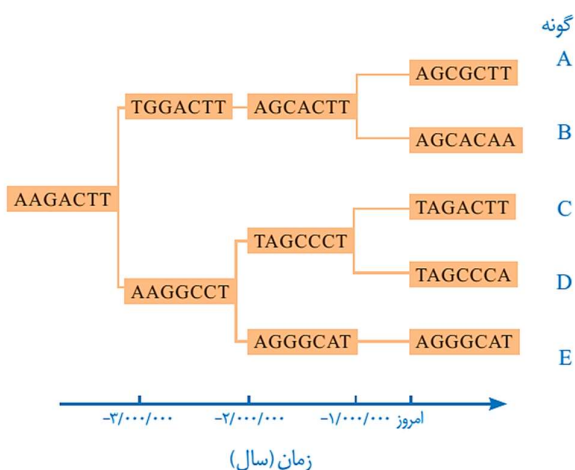 گونه
AGCGCTT A
TGGACTT AGCACTT
AGCACAA B
AAGACTT
TAGACTT C
TAGCCCT
TAGCCCA D
AAGGCCT
AGGGCAT AGGGCAT E
-۳/۰۰۰/۰۰۰ -۲/۰۰۰/۰۰۰ -۱/۰۰۰/۰۰۰ امروز
زمان (سال)